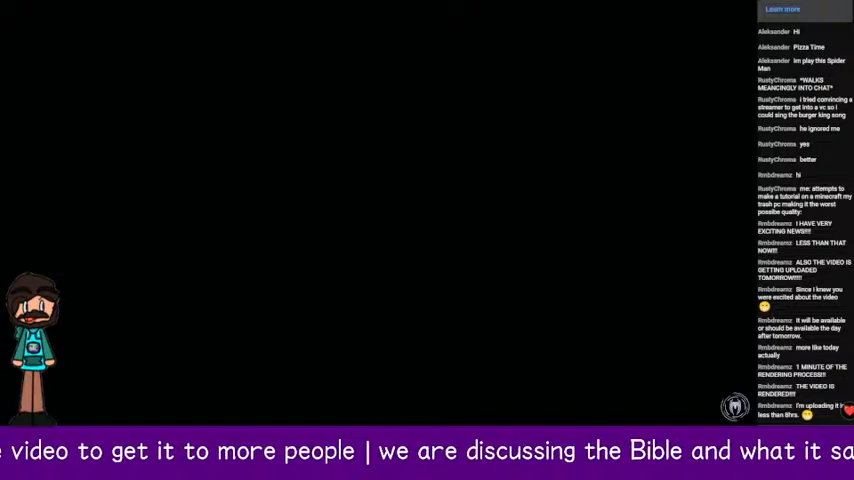 Learn more
Aleksander Hi
Aleksander Pizza Time
Aleksander Im play this Spider
Man
RustyChroma *WALKS
MEANCINGLY INTO CHAT*
RustyChroma i tried convincing a
streamer to get into a vc so i
could sing the burger king song
RustyChroma he ignored me
RustyChroma yes
RustyChroma better
Rmbdreamz hi
RustyChroma me: attempts to
make a tutorial on a minecraft my
trash pc making it the worst
possibe quality:
Rmbdreamz I HAVE VERY
EXCITING NEWS!!!!
Rmbdreamz LESS THAN THAT
NOW!!!
Rmbdreamz ALSO THE VIDEO IS
GETTING UPLOADED
TOMORROW!!!!!
Rmbdreamz Since I knew you
were excited about the video
😁
Rmbdreamz it will be available
or should be available the day
after tomorrow.
Rmbdreamz more like today
actually
Rmbdreamz 1 MINUTE OF THE
RENDERING PROCESS!!!
Rmbdreamz THE VIDEO IS
RENDERED!!!!
Rmbdreamz I'm uploading it
less than 6hrs. 😁
video to get it to more people | we are discussing the Bible and what it sa